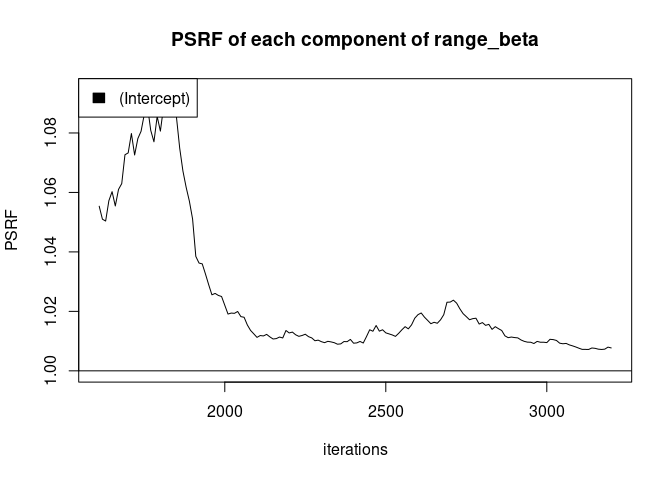 PSRF of each component of range_beta
(Intercept)
PSRF
1.08
1.06
1.04
1.02
1.00
2000 2500 3000
iterations